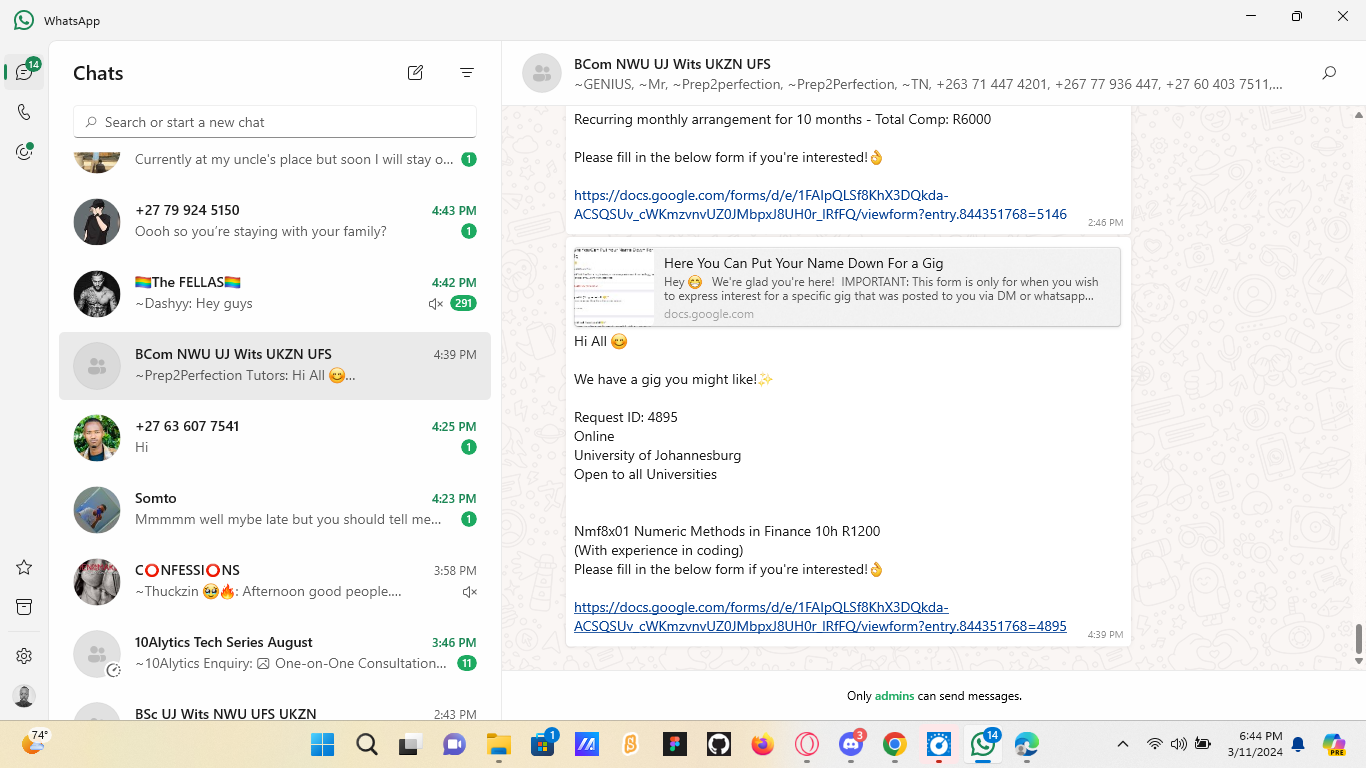 WhatsApp
14
Chats
Search or start a new chat
Currently at my uncle's place but soon I will stay o...
1
+27 79 924 5150
4:43 PM
Oooh so you're staying with your family?
1
🏳️‍🌈The FELLAS🏳️‍🌈
4:42 PM
~Dashyy: Hey guys
291
BCom NWU UJ Wits UKZN UFS
4:39 PM
~Prep2Perfection Tutors: Hi All 😊...
+27 63 607 7541
4:25 PM
Hi
1
Somto
4:23 PM
Mmmmm well mybe late but you should tell me...
1
C⭕NFESSI⭕NS
3:58 PM
~Thuckzin 🥹🔥: Afternoon good people....
10Alytics Tech Series August
3:46 PM
~10Alytics Enquiry: One-on-One Consultation...
11
BSc UJ Wits NWU UFS UKZN
2:43 PM
BCom NWU UJ Wits UKZN UFS
~GENIUS, ~Mr, ~Prep2perfection, ~Prep2Perfection, ~TN, +263 71 447 4201, +267 77 936 447, +27 60 403 7511,...
Recurring monthly arrangement for 10 months - Total Comp: R6000
Please fill in the below form if you're interested!👌
https://docs.google.com/forms/d/e/1FAIpQLSf8KhX3DQkda-
ACSQSUv_cWKmzvnvUZ0JMbpxJ8UH0r_lRfFQ/viewform?entry.844351768=5146
2:46 PM
Here You Can Put Your Name Down For a Gig
Hey 😁 We're glad you're here! IMPORTANT: This form is only for when you wish
to express interest for a specific gig that was posted to you via DM or whatsapp...
docs.google.com
Hi All 😊
We have a gig you might like!✨
Request ID: 4895
Online
University of Johannesburg
Open to all Universities
Nmf8x01 Numeric Methods in Finance 10h R1200
(With experience in coding)
Please fill in the below form if you're interested!👌
https://docs.google.com/forms/d/e/1FAIpQLSf8KhX3DQkda-
ACSQSUv_cWKmzvnvUZ0JMbpxJ8UH0r_lRfFQ/viewform?entry.844351768=4895
4:39 PM
Only admins can send messages.
74°
1
3
14
6:44 PM
3/11/2024
PRE